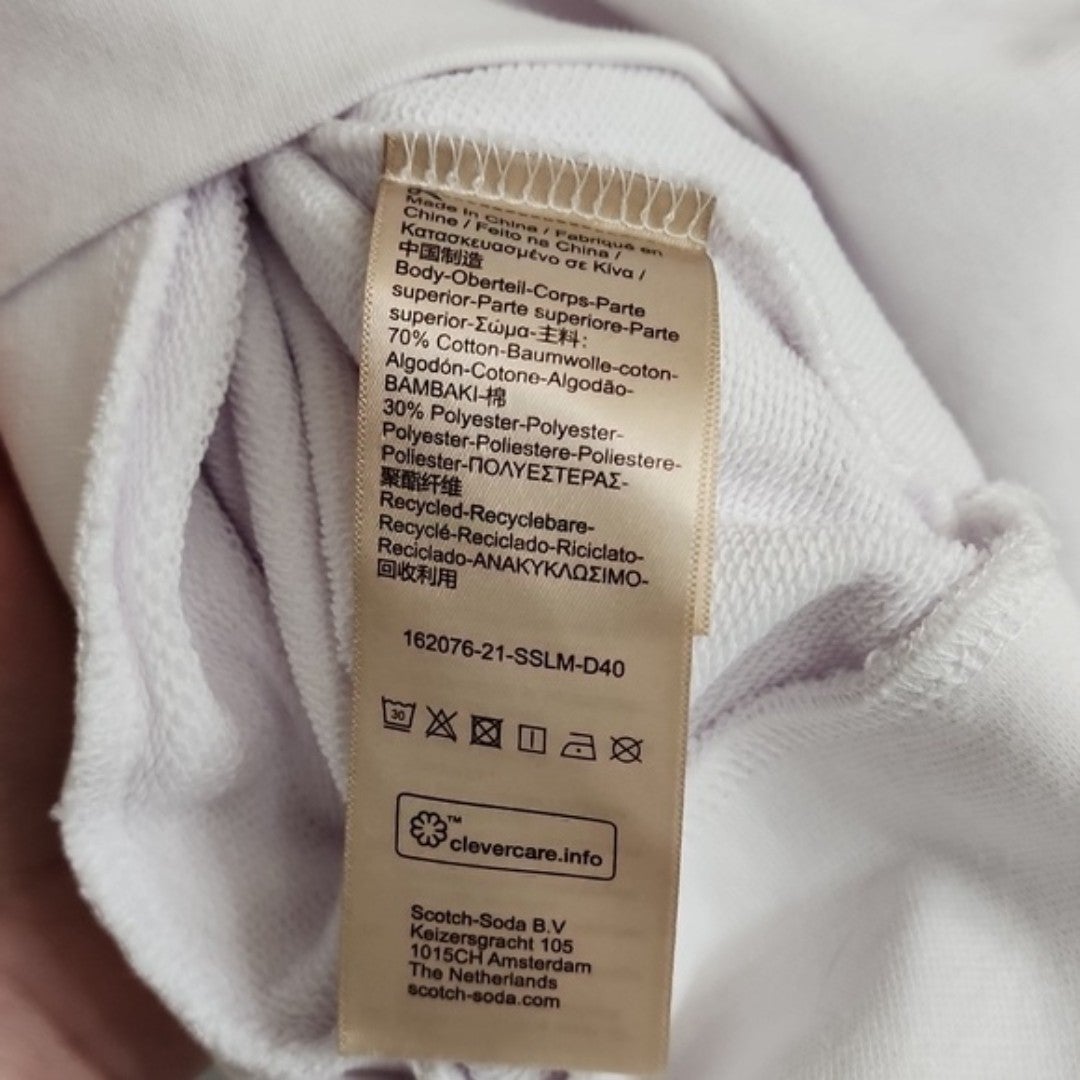 Made in China / Fabriqué en
Chine / Feito na China /
Κατασκευασμένο σε Κίνα /
中国制造
Body-Oberteil-Corps-Parte
superior-Parte superiore-Parte
superior-Σώμα-主料:
70% Cotton-Baumwolle-coton-
Algodón-Cotone-Algodão-
BAMBAKI-棉
30% Polyester-Polyester-
Polyester-Poliestere-Poliestere-
Poliester-ΠΟΛΥΕΣΤΕΡΑΣ-
聚酯纤维
Recycled-Recyclebare-
Recyclé-Reciclado-Riciclato-
Reciclado-ΑΝΑΚΥΚΛΩΣΙΜΟ-
回收利用
162076-21-SSLM-D40
30
™
clevercare.info
Scotch-Soda B.V
Keizersgracht 105
1015CH Amsterdam
The Netherlands
scotch-soda.com